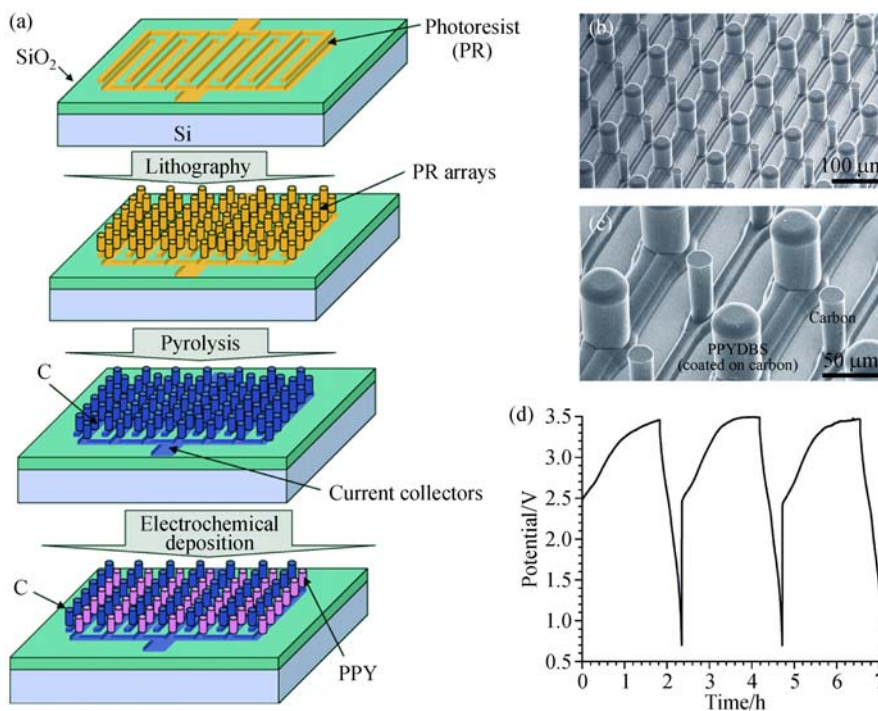 (a)
Photoresist
(PR)
SiO2
Si
Lithography
PR arrays
Pyrolysis
C
Current collectors
Electrochemical
deposition
C
PPY
(b)
100 μm
(c)
Carbon
PPYDBS
(coated on carbon)
50 μm
(d)
3.5
3.0
2.5
2.0
1.5
1.0
0.5
Potential/V
0 1 2 3 4 5 6 7
Time/h